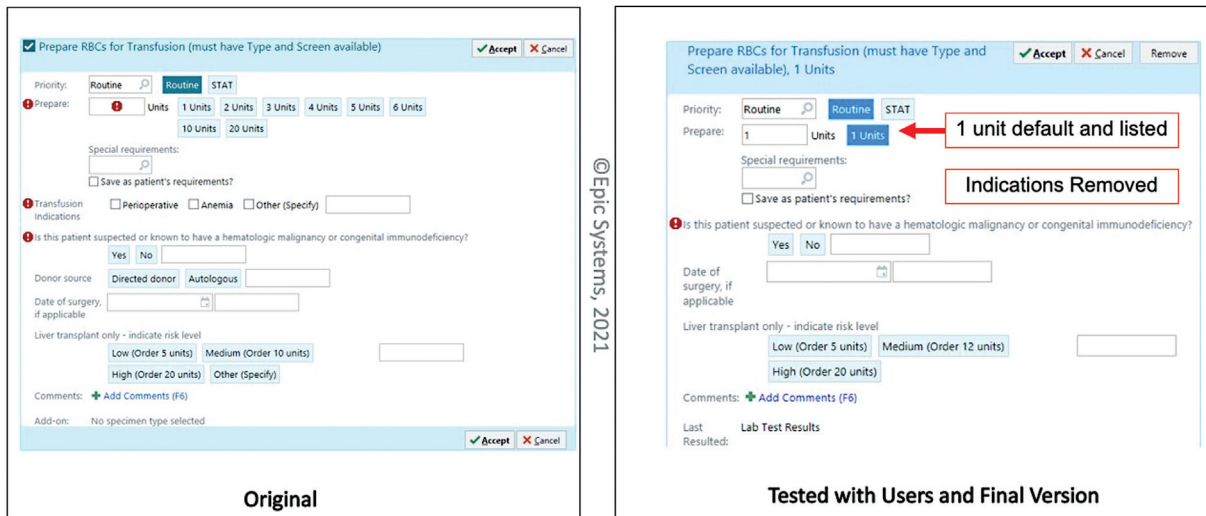 Prepare RBCs for Transfusion (must have Type and Screen available)
Accept Cancel
Priority: Routine Routine STAT
Prepare: Units 1 Units 2 Units 3 Units 4 Units 5 Units 6 Units
10 Units 20 Units
Special requirements:
Save as patient's requirements?
Transfusion Indications Perioperative Anemia Other (Specify)
Is this patient suspected or known to have a hematologic malignancy or congenital immunodeficiency?
Yes No
Donor source Directed donor Autologous
Date of surgery,
if applicable
Liver transplant only - indicate risk level
Low (Order 5 units) Medium (Order 10 units)
High (Order 20 units) Other (Specify)
Comments: Add Comments (F6)
Add-on: No specimen type selected
Accept Cancel
Original
©Epic Systems, 2021
Prepare RBCs for Transfusion (must have Type and
Screen available), 1 Units
Accept Cancel Remove
Priority: Routine Routine STAT
Prepare: 1 Units 1 Units
1 unit default and listed
Special requirements:
Indications Removed
Save as patient's requirements?
Is this patient suspected or known to have a hematologic malignancy or congenital immunodeficiency?
Yes No
Date of
surgery, if
applicable
Liver transplant only - indicate risk level
Low (Order 5 units) Medium (Order 12 units)
High (Order 20 units)
Comments: Add Comments (F6)
Last Lab Test Results
Resulted:
Tested with Users and Final Version